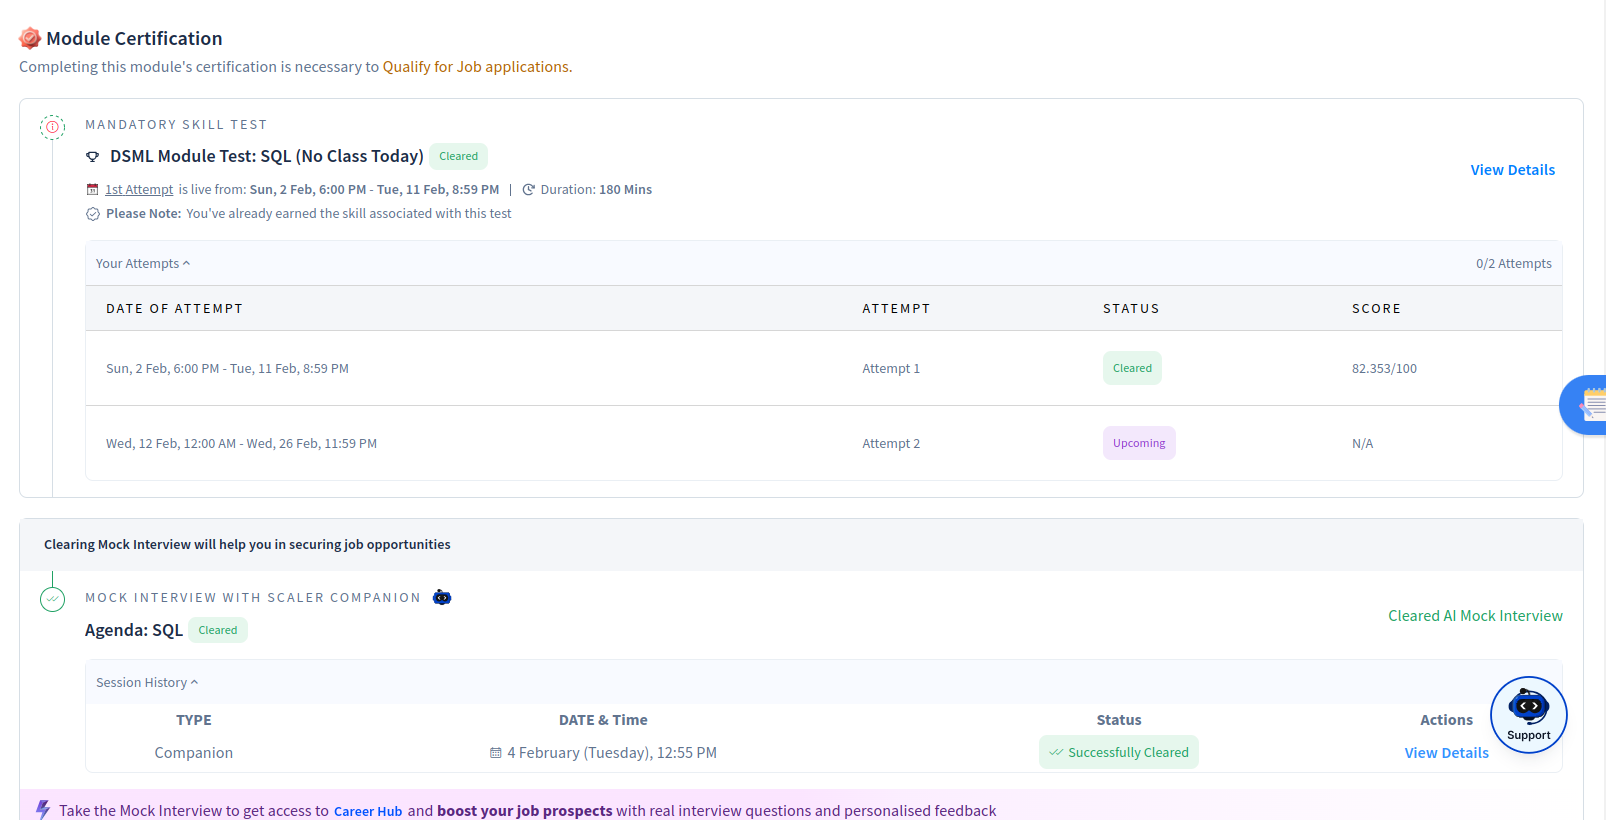 Module Certification
Completing this module's certification is necessary to Qualify for Job applications.
MANDATORY SKILL TEST
DSML Module Test: SQL (No Class Today) Cleared
View Details
1st Attempt is live from: Sun, 2 Feb, 6:00 PM - Tue, 11 Feb, 8:59 PM | Duration: 180 Mins
Please Note: You've already earned the skill associated with this test
Your Attempts 0/2 Attempts
DATE OF ATTEMPT ATTEMPT STATUS SCORE
Sun, 2 Feb, 6:00 PM - Tue, 11 Feb, 8:59 PM Attempt 1 Cleared 82.353/100
Wed, 12 Feb, 12:00 AM - Wed, 26 Feb, 11:59 PM Attempt 2 Upcoming N/A
Clearing Mock Interview will help you in securing job opportunities
MOCK INTERVIEW WITH SCALER COMPANION
Cleared AI Mock Interview
Agenda: SQL Cleared
Session History
TYPE DATE & Time Status Actions
Companion 4 February (Tuesday), 12:55 PM Successfully Cleared View Details
Support
Take the Mock Interview to get access to Career Hub and boost your job prospects with real interview questions and personalised feedback